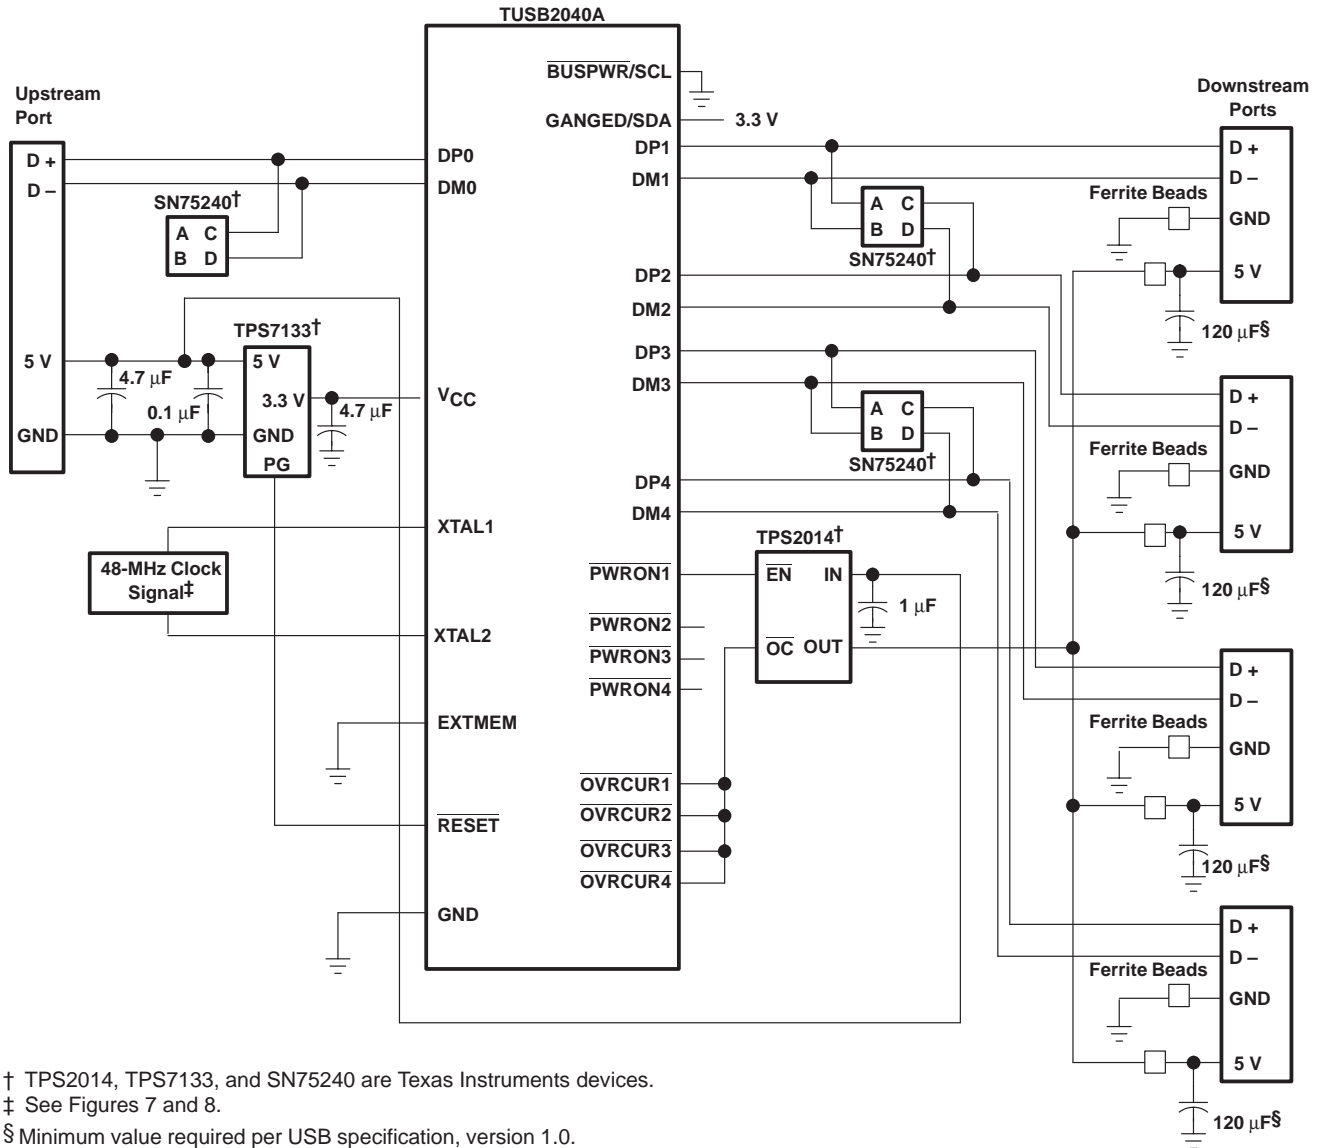 TUSB2040A
Upstream
Port
D +
D –
SN75240†
A C
B D
5 V
GND
4.7 μF
0.1 μF
TPS7133†
5 V
3.3 V
GND
PG
4.7 μF
48-MHz Clock
Signal‡
DP0
DM0
VCC
XTAL1
XTAL2
EXTMEM
RESET
GND
BUSPWR/SCL
GANGED/SDA
3.3 V
DP1
DM1
DP2
DM2
DP3
DM3
DP4
DM4
PWRON1
PWRON2
PWRON3
PWRON4
OVRCUR1
OVRCUR2
OVRCUR3
OVRCUR4
A C
B D
SN75240†
A C
B D
SN75240†
TPS2014†
EN IN
OC OUT
1 μF
Downstream
Ports
D +
D –
Ferrite Beads
GND
5 V
120 μF§
D +
D –
Ferrite Beads
GND
5 V
120 μF§
D +
D –
Ferrite Beads
GND
5 V
120 μF§
D +
D –
Ferrite Beads
GND
5 V
120 μF§
† TPS2014, TPS7133, and SN75240 are Texas Instruments devices.
‡ See Figures 7 and 8.
§ Minimum value required per USB specification, version 1.0.